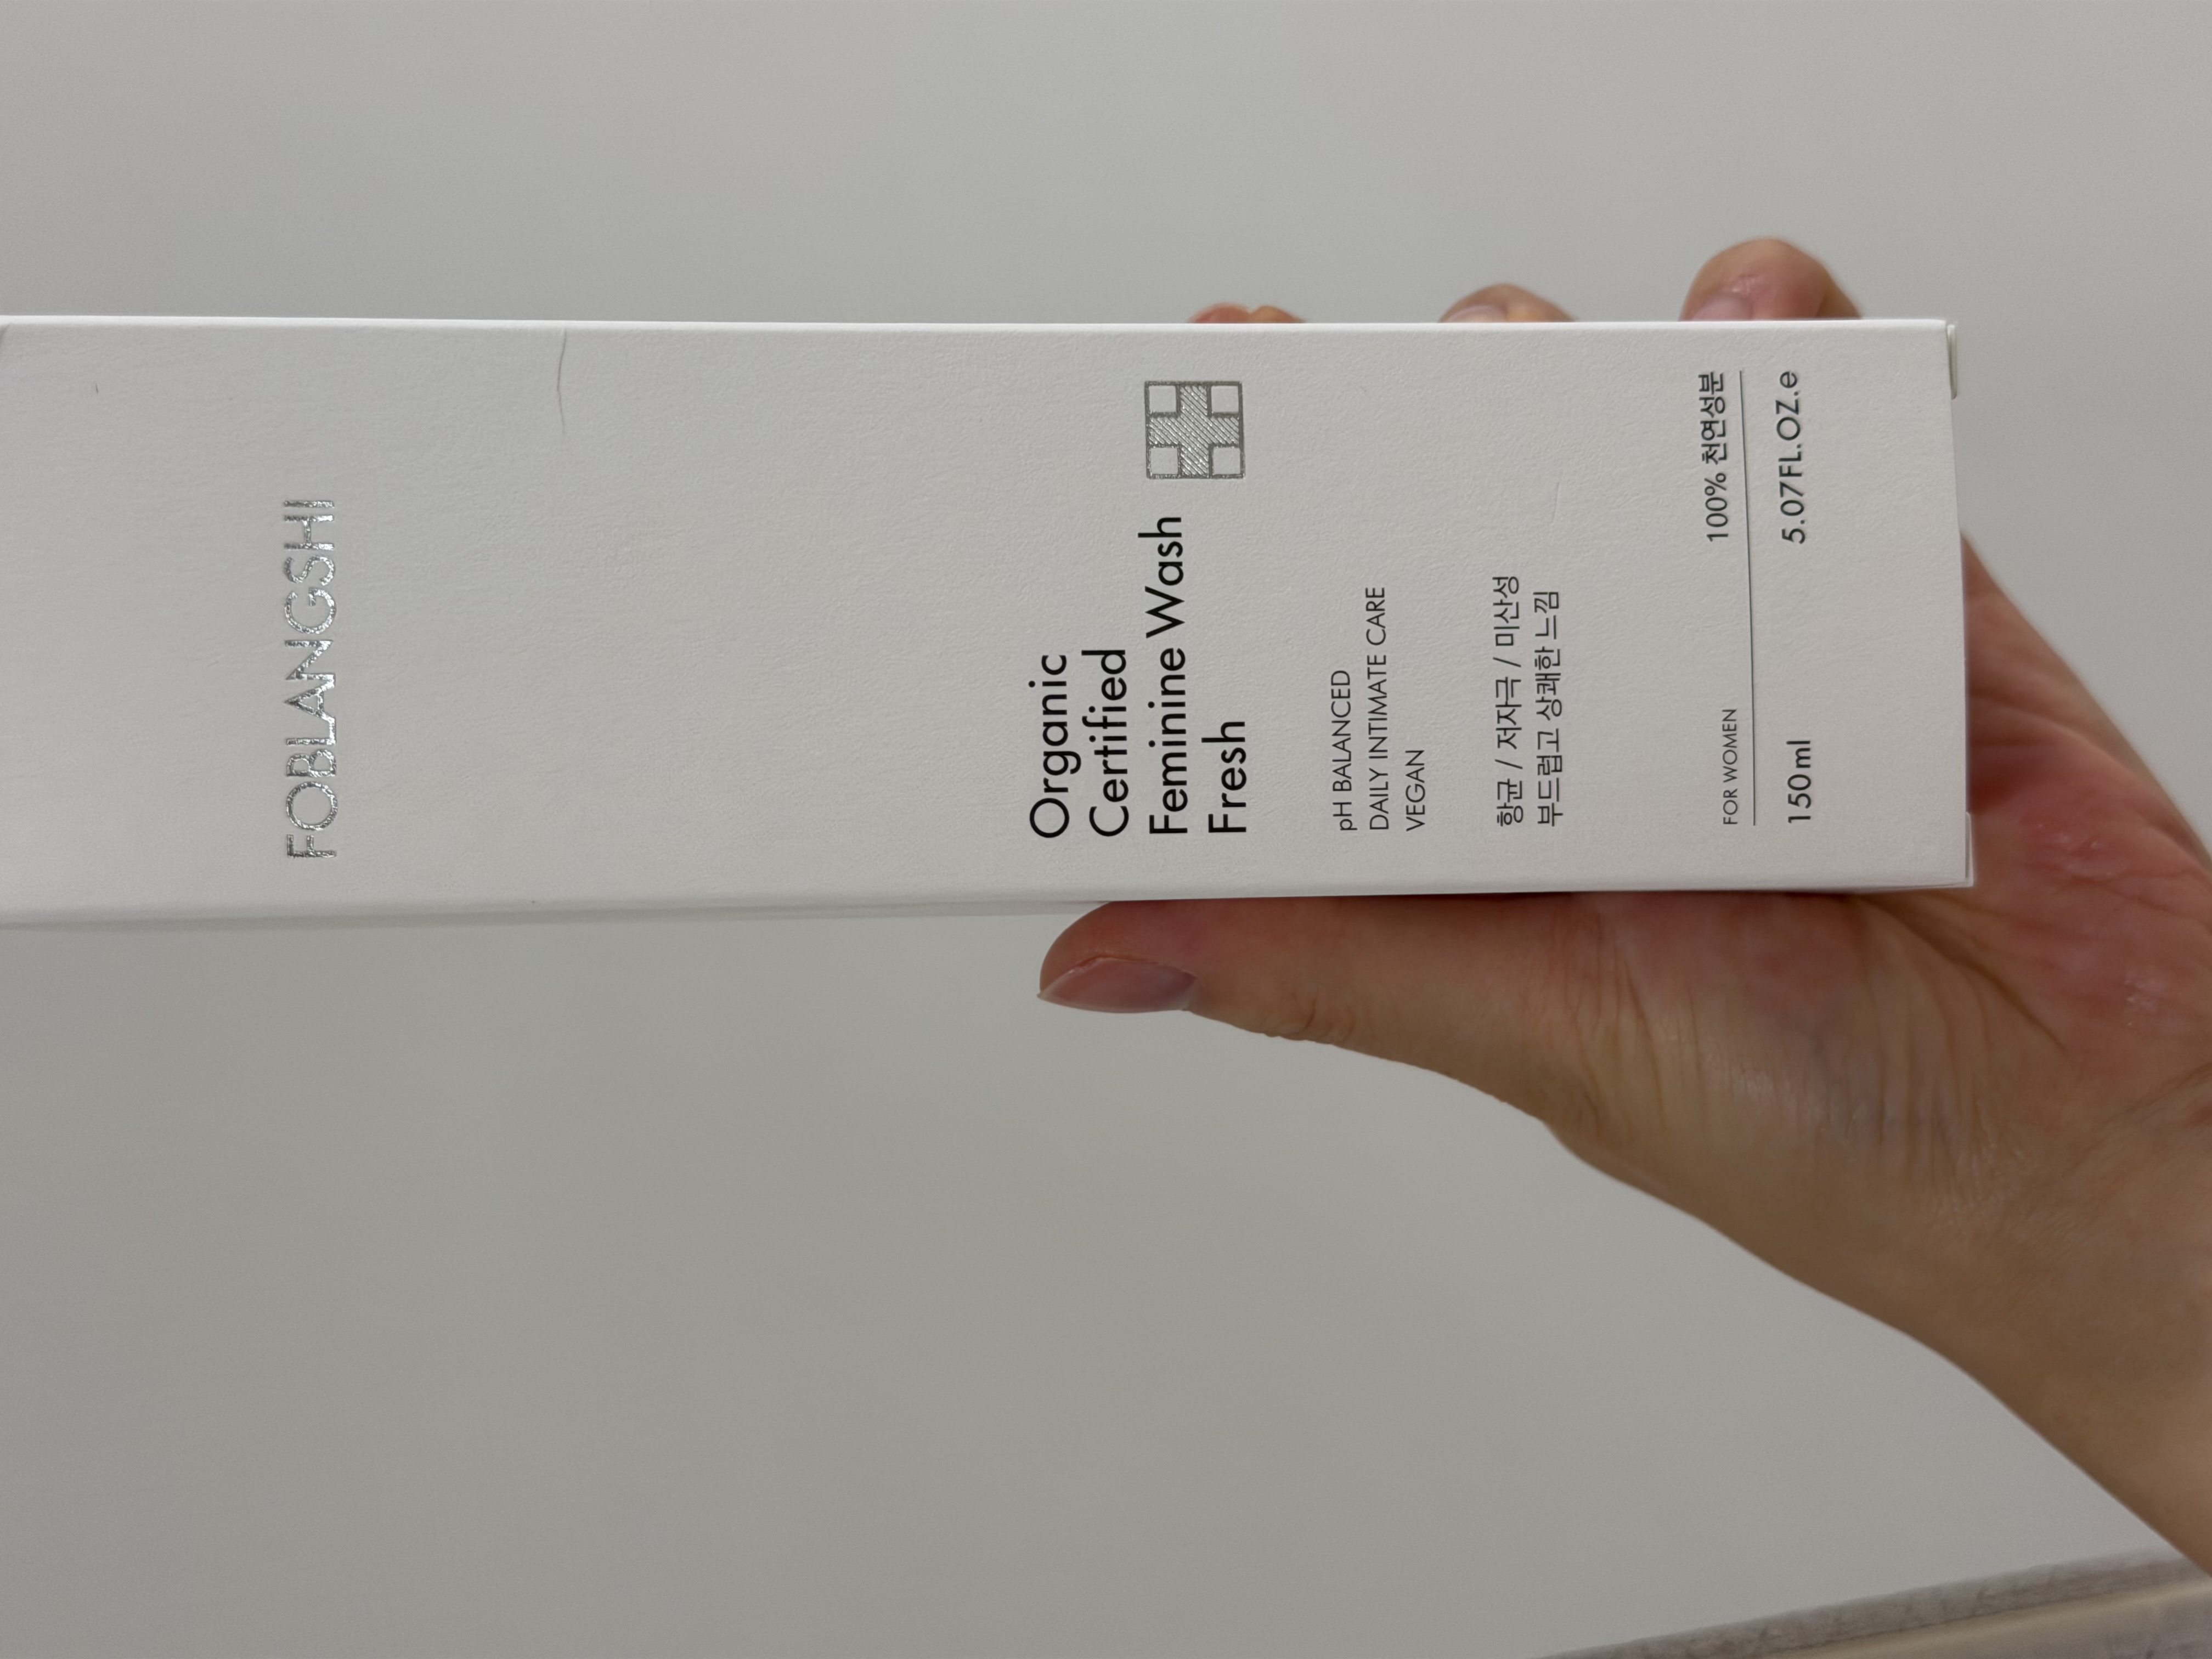 FOBLANGSHI
Organic
Certified
Feminine Wash
Fresh
pH BALANCED
DAILY INTIMATE CARE
VEGAN
항균 / 저자극 / 미산성
부드럽고 상쾌한 느낌
FOR WOMEN 100% 천연성분
150ml 5.07FL.OZ.e